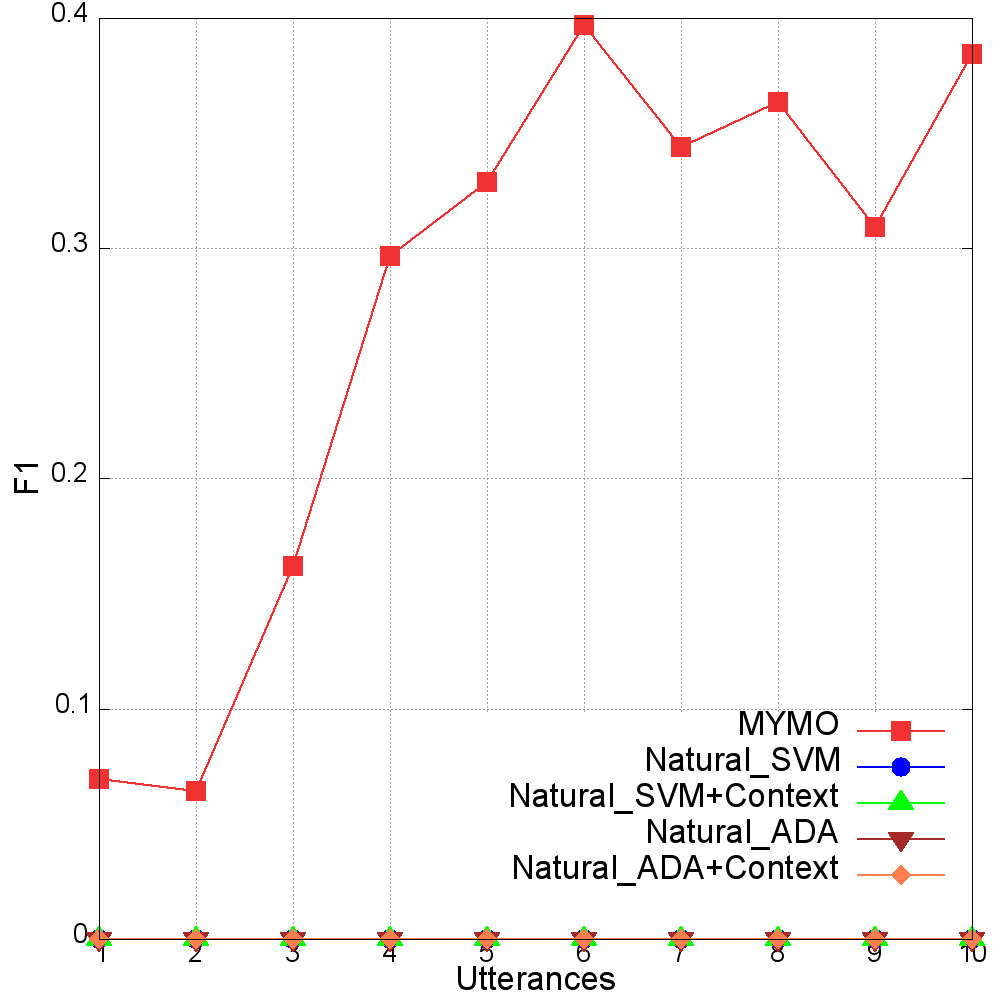 0.4
0.3
0.2
0.1
0
F1
MYMO
Natural_SVM
Natural_SVM+Context
Natural_ADA
Natural_ADA+Context
1 2 3 4 5 6 7 8 9 10
Utterances